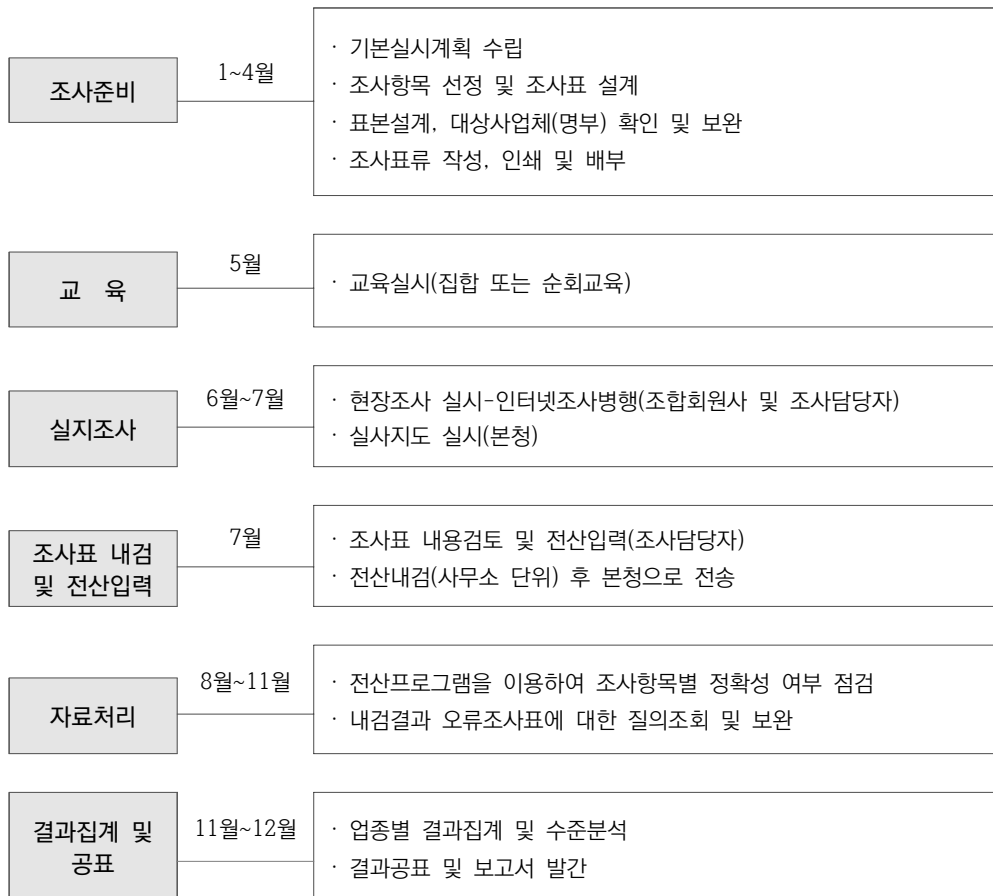 조사준비
1~4월
· 기본실시계획 수립
· 조사항목 선정 및 조사표 설계
· 표본설계, 대상사업체(명부) 확인 및 보완
· 조사표류 작성, 인쇄 및 배부
교 육
5월
· 교육실시(집합 또는 순회교육)
실지조사
6월~7월
· 현장조사 실시-인터넷조사병행(조합회원사 및 조사담당자)
· 실사지도 실시(본청)
조사표 내검
및 전산입력
7월
· 조사표 내용검토 및 전산입력(조사담당자)
· 전산내검(사무소 단위) 후 본청으로 전송
자료처리
8월~11월
· 전산프로그램을 이용하여 조사항목별 정확성 여부 점검
· 내검결과 오류조사표에 대한 질의조회 및 보완
결과집계 및
공표
11월~12월
· 업종별 결과집계 및 수준분석
· 결과공표 및 보고서 발간